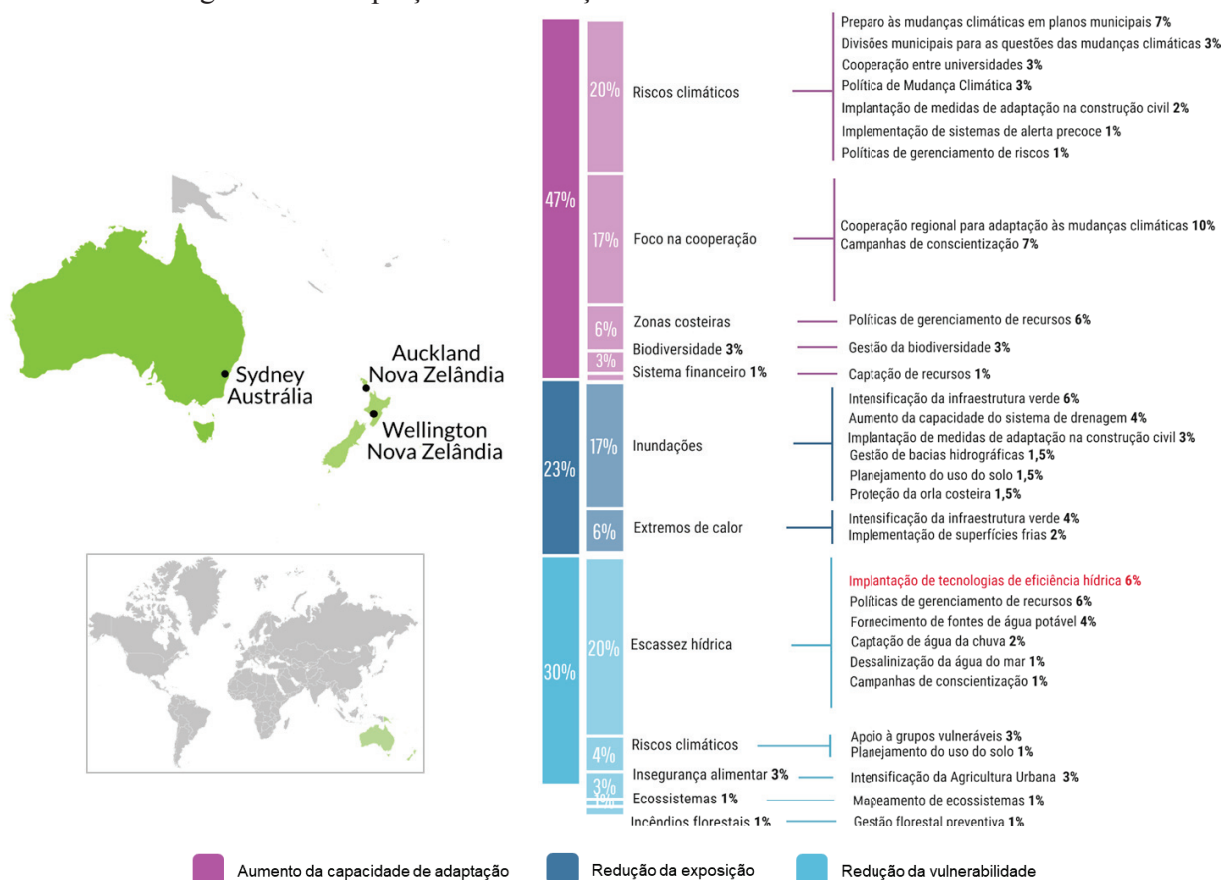 Sydney
Austrália
Auckland
Nova Zelândia
Wellington
Nova Zelândia
47%
20%
Riscos climáticos
Preparo às mudanças climáticas em planos municipais 7%
Divisões municipais para as questões das mudanças climáticas 3%
Cooperação entre universidades 3%
Política de Mudança Climática 3%
Implantação de medidas de adaptação na construção civil 2%
Implementação de sistemas de alerta precoce 1%
Políticas de gerenciamento de riscos 1%
17%
Foco na cooperação
Cooperação regional para adaptação às mudanças climáticas 10%
Campanhas de conscientização 7%
6%
Zonas costeiras
Políticas de gerenciamento de recursos 6%
3%
Biodiversidade 3%
Gestão da biodiversidade 3%
Sistema financeiro 1%
Captação de recursos 1%
23%
17%
Inundações
Intensificação da infraestrutura verde 6%
Aumento da capacidade do sistema de drenagem 4%
Implantação de medidas de adaptação na construção civil 3%
Gestão de bacias hidrográficas 1,5%
Planejamento do uso do solo 1,5%
Proteção da orla costeira 1,5%
6%
Extremos de calor
Intensificação da infraestrutura verde 4%
Implementação de superfícies frias 2%
30%
20%
Escassez hídrica
Implantação de tecnologias de eficiência hídrica 6%
Políticas de gerenciamento de recursos 6%
Fornecimento de fontes de água potável 4%
Captação de água da chuva 2%
Dessalinização da água do mar 1%
Campanhas de conscientização 1%
4%
Riscos climáticos
Apoio à grupos vulneráveis 3%
Planejamento do uso do solo 1%
3%
Insegurança alimentar 3%
Intensificação da Agricultura Urbana 3%
1%
Ecossistemas 1%
Mapeamento de ecossistemas 1%
Incêndios florestais 1%
Gestão florestal preventiva 1%
Aumento da capacidade de adaptação
Redução da exposição
Redução da vulnerabilidade